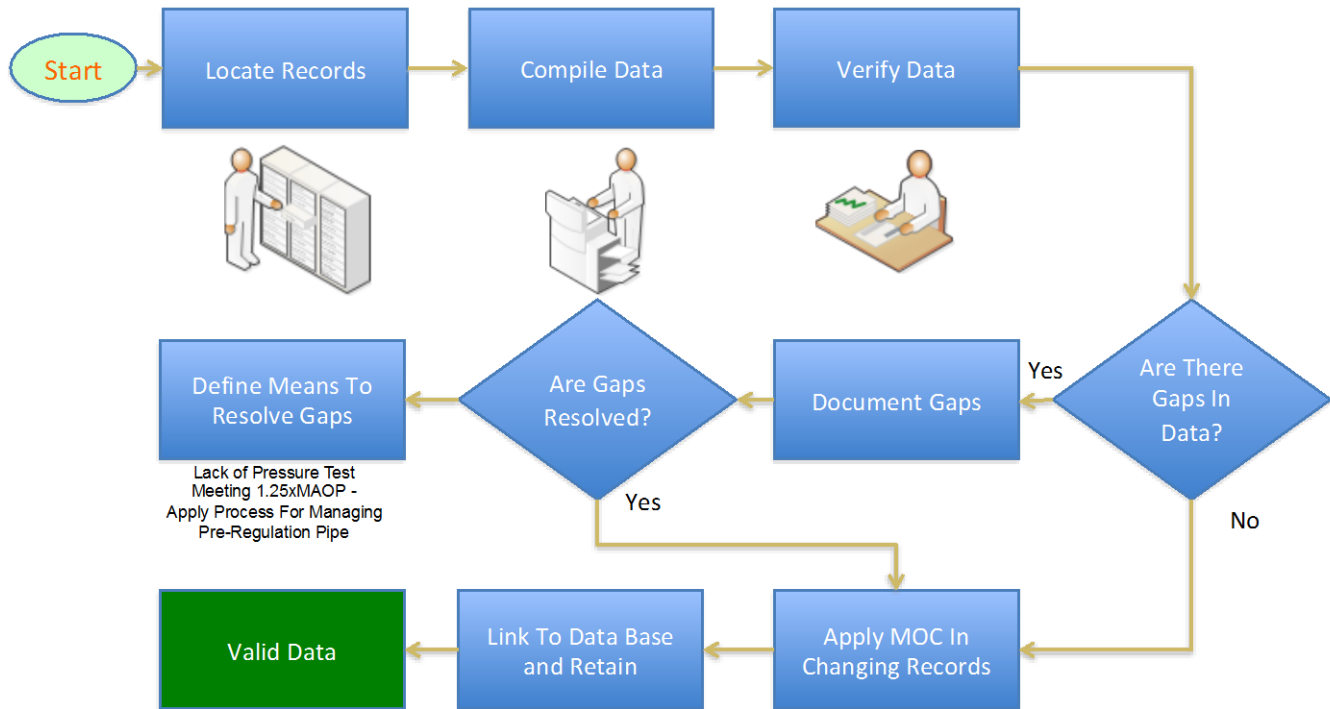 Start
Locate Records
Compile Data
Verify Data
Are There
Gaps In
Data?
Yes
Document Gaps
Are Gaps
Resolved?
Define Means To
Resolve Gaps
Lack of Pressure Test
Meeting 1.25xMAOP -
Apply Process For Managing
Pre-Regulation Pipe
Yes
No
Apply MOC In
Changing Records
Link To Data Base
and Retain
Valid Data